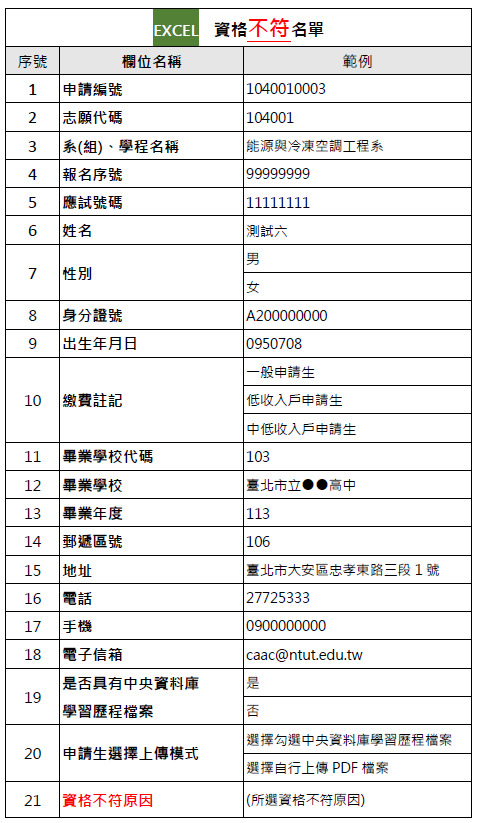 EXCEL 資格不符名單
序號 欄位名稱 範例
1 申請編號 1040010003
2 志願代碼 104001
3 系(組)、學程名稱 能源與冷凍空調工程系
4 報名序號 99999999
5 應試號碼 11111111
6 姓名 測試六
7 性別 男
女
8 身分證號 A200000000
9 出生年月日 0950708
10 繳費註記 一般申請生
低收入戶申請生
中低收入戶申請生
11 畢業學校代碼 103
12 畢業學校 臺北市立●●高中
13 畢業年度 113
14 郵遞區號 106
15 地址 臺北市大安區忠孝東路三段 1 號
16 電話 27725333
17 手機 0900000000
18 電子信箱 caac@ntut.edu.tw
19 是否具有中央資料庫 是
學習歷程檔案 否
20 申請生選擇上傳模式 選擇勾選中央資料庫學習歷程檔案
選擇自行上傳 PDF 檔案
21 資格不符原因 (所選資格不符原因)